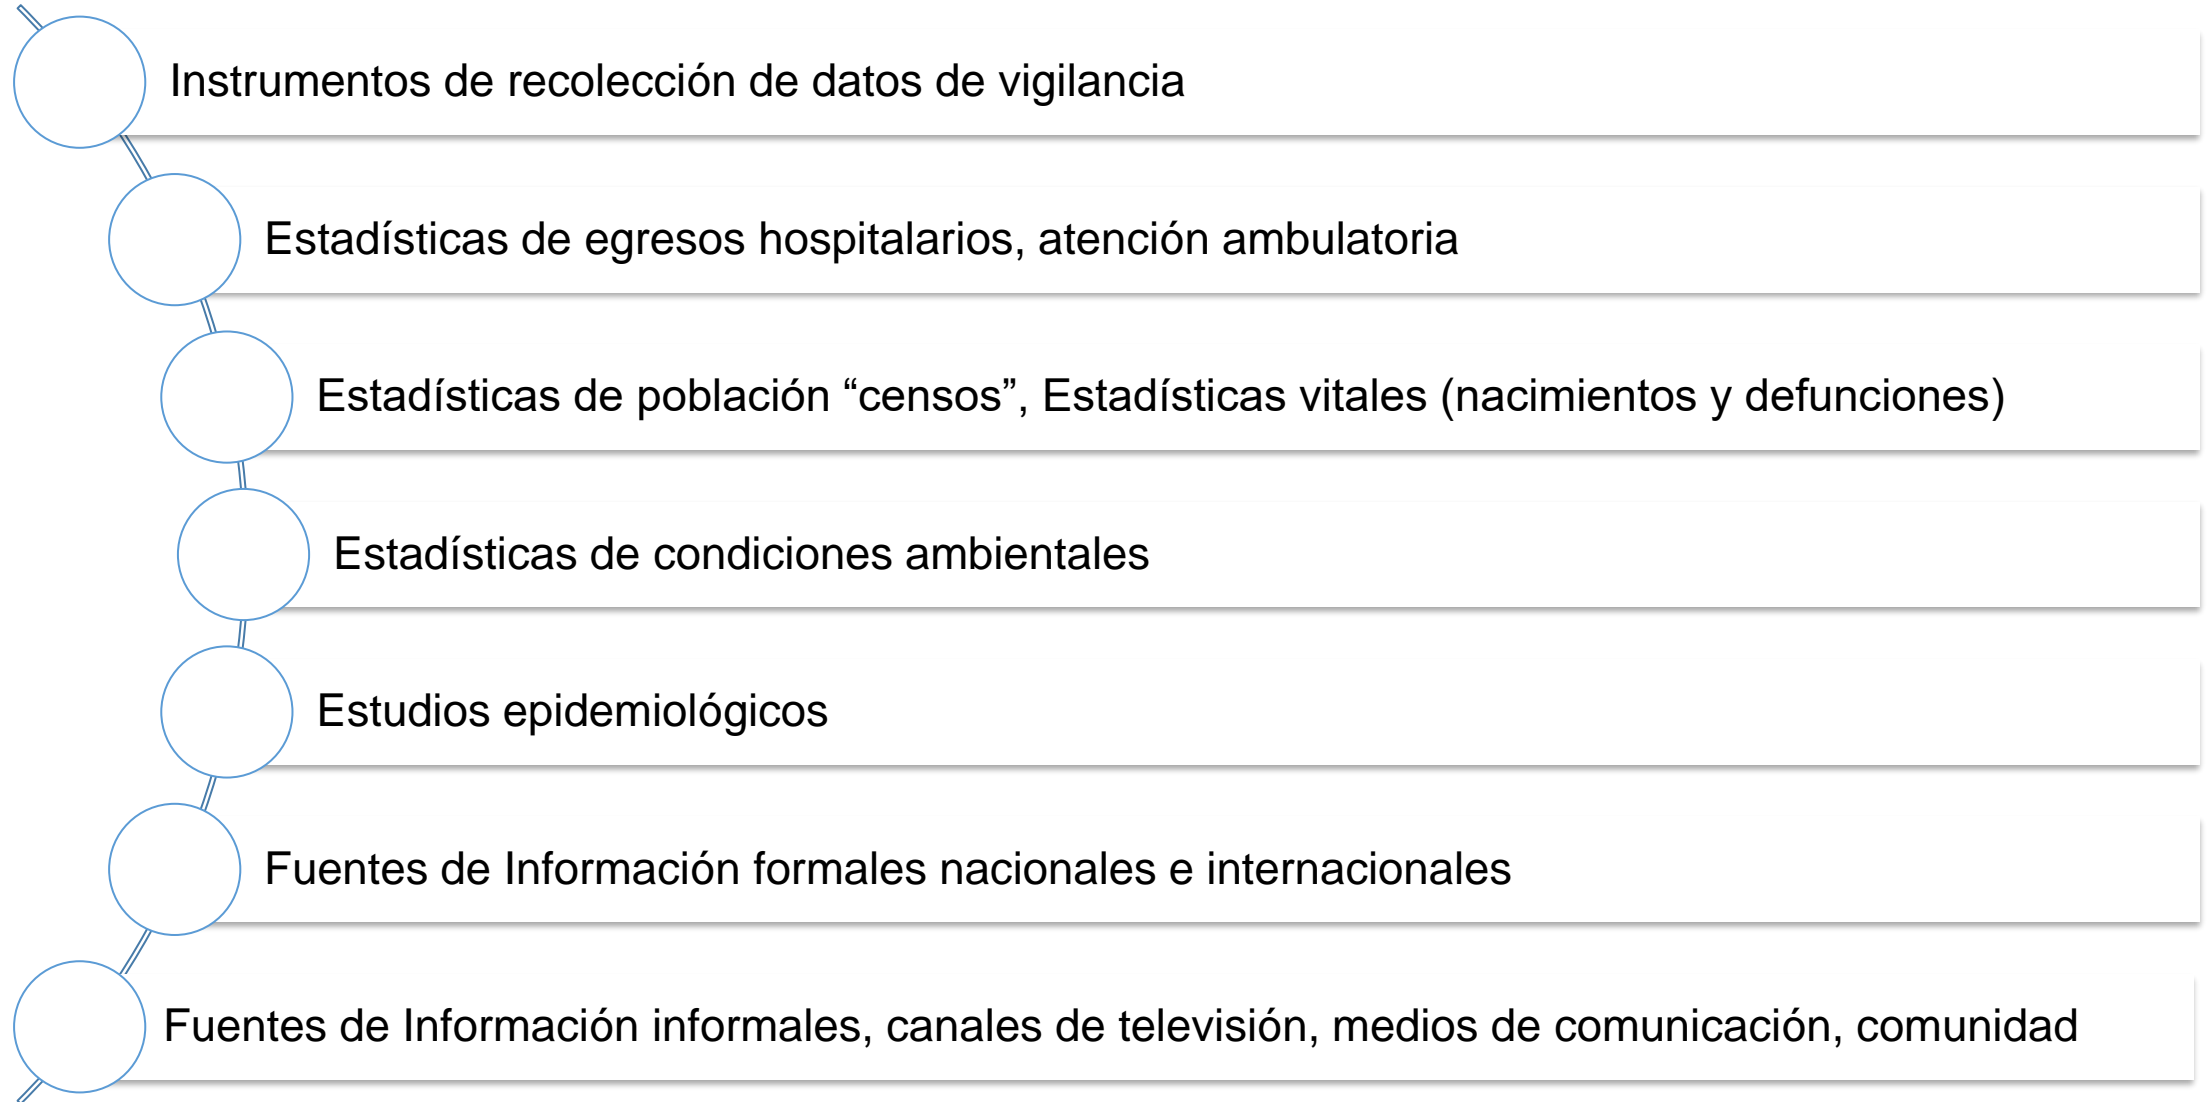 Instrumentos de recolección de datos de vigilancia
Estadísticas de egresos hospitalarios, atención ambulatoria
Estadísticas de población “censos”, Estadísticas vitales (nacimientos y defunciones)
Estadísticas de condiciones ambientales
Estudios epidemiológicos
Fuentes de Información formales nacionales e internacionales
Fuentes de Información informales, canales de televisión, medios de comunicación, comunidad